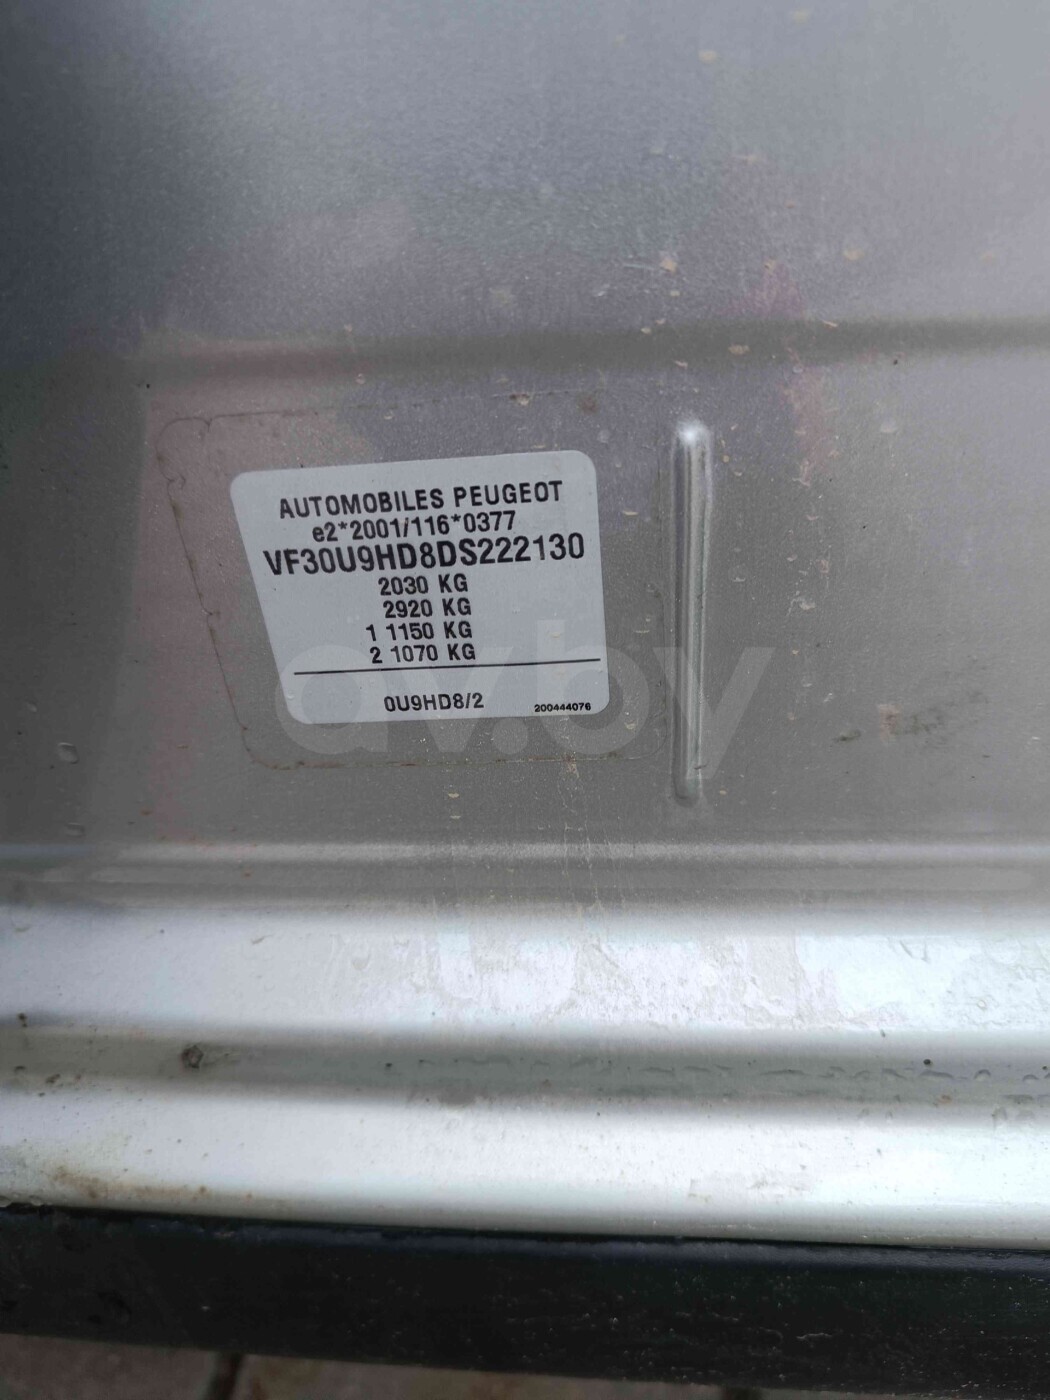 AUTOMOBILES PEUGEOT
e2*2001/116*0377
VF30U9HD8DS222130
2030 KG
2920 KG
1 1150 KG
2 1070 KG
0U9HD8/2
200444076
av.by